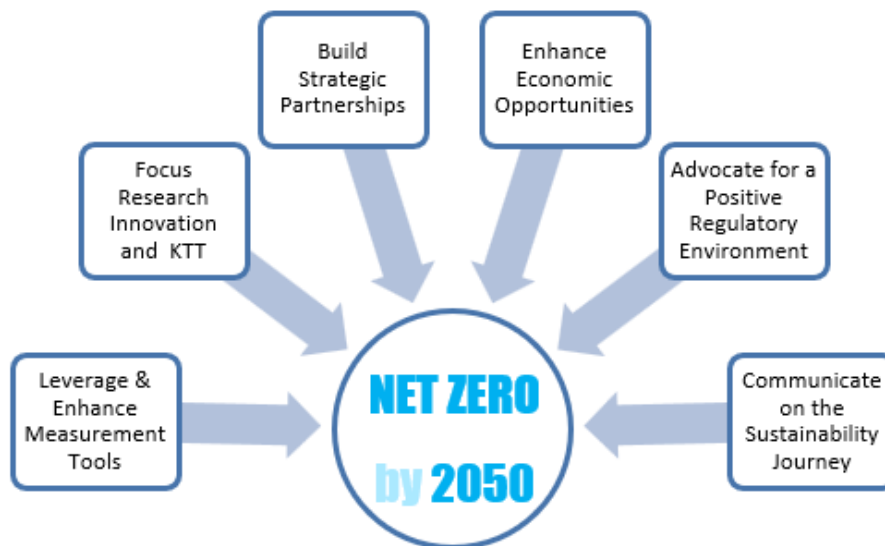 Build
Strategic
Partnerships
Enhance
Economic
Opportunities
Focus
Research
Innovation
and KTT
Advocate for a
Positive
Regulatory
Environment
Leverage &
Enhance
Measurement
Tools
NET ZERO
by 2050
Communicate
on the
Sustainability
Journey